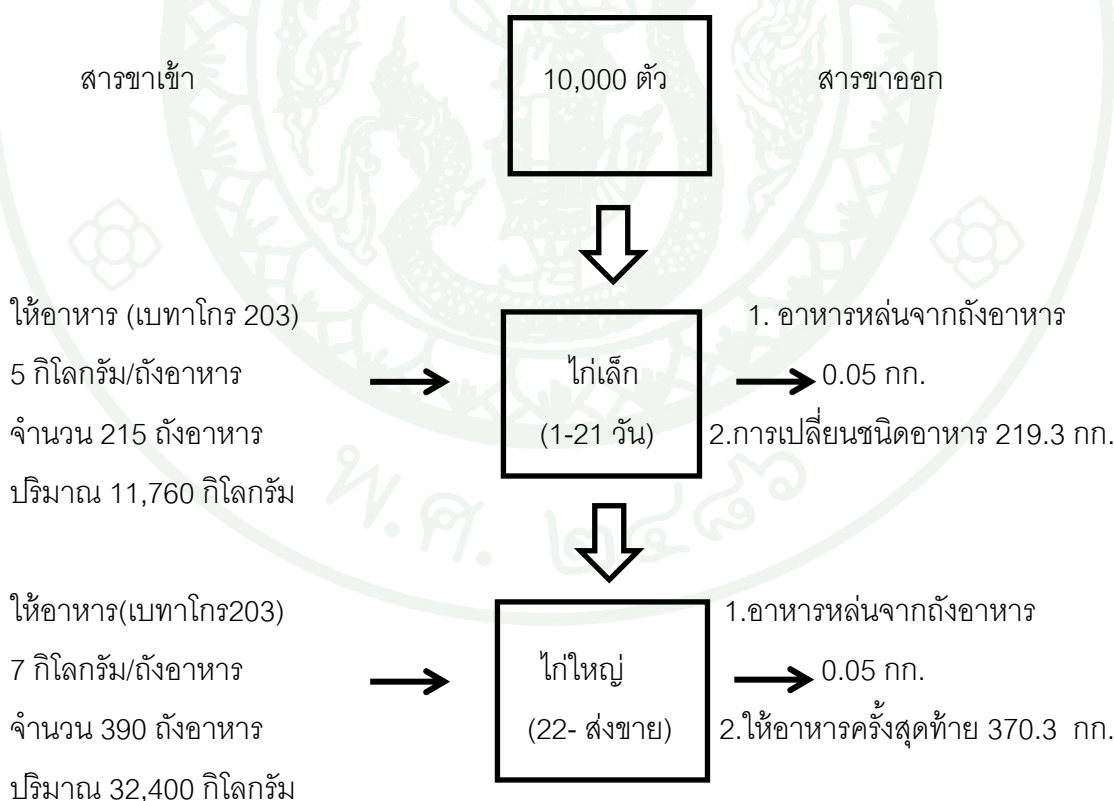 สารขาเข้า
10,000 ตัว
สารขาออก
ให้อาหาร (เบทาโกร 203)
5 กิโลกรัม/ถังอาหาร
จำนวน 215 ถังอาหาร
ปริมาณ 11,760 กิโลกรัม
ไก่เล็ก
(1-21 วัน)
1. อาหารหล่นจากถังอาหาร
0.05 กก.
2.การเปลี่ยนชนิดอาหาร 219.3 กก.
พ.ศ. ๒๔๘๖
ให้อาหาร(เบทาโกร203)
7 กิโลกรัม/ถังอาหาร
จำนวน 390 ถังอาหาร
ปริมาณ 32,400 กิโลกรัม
ไก่ใหญ่
(22- ส่งขาย)
1.อาหารหล่นจากถังอาหาร
0.05 กก.
2.ให้อาหารครั้งสุดท้าย 370.3 กก.